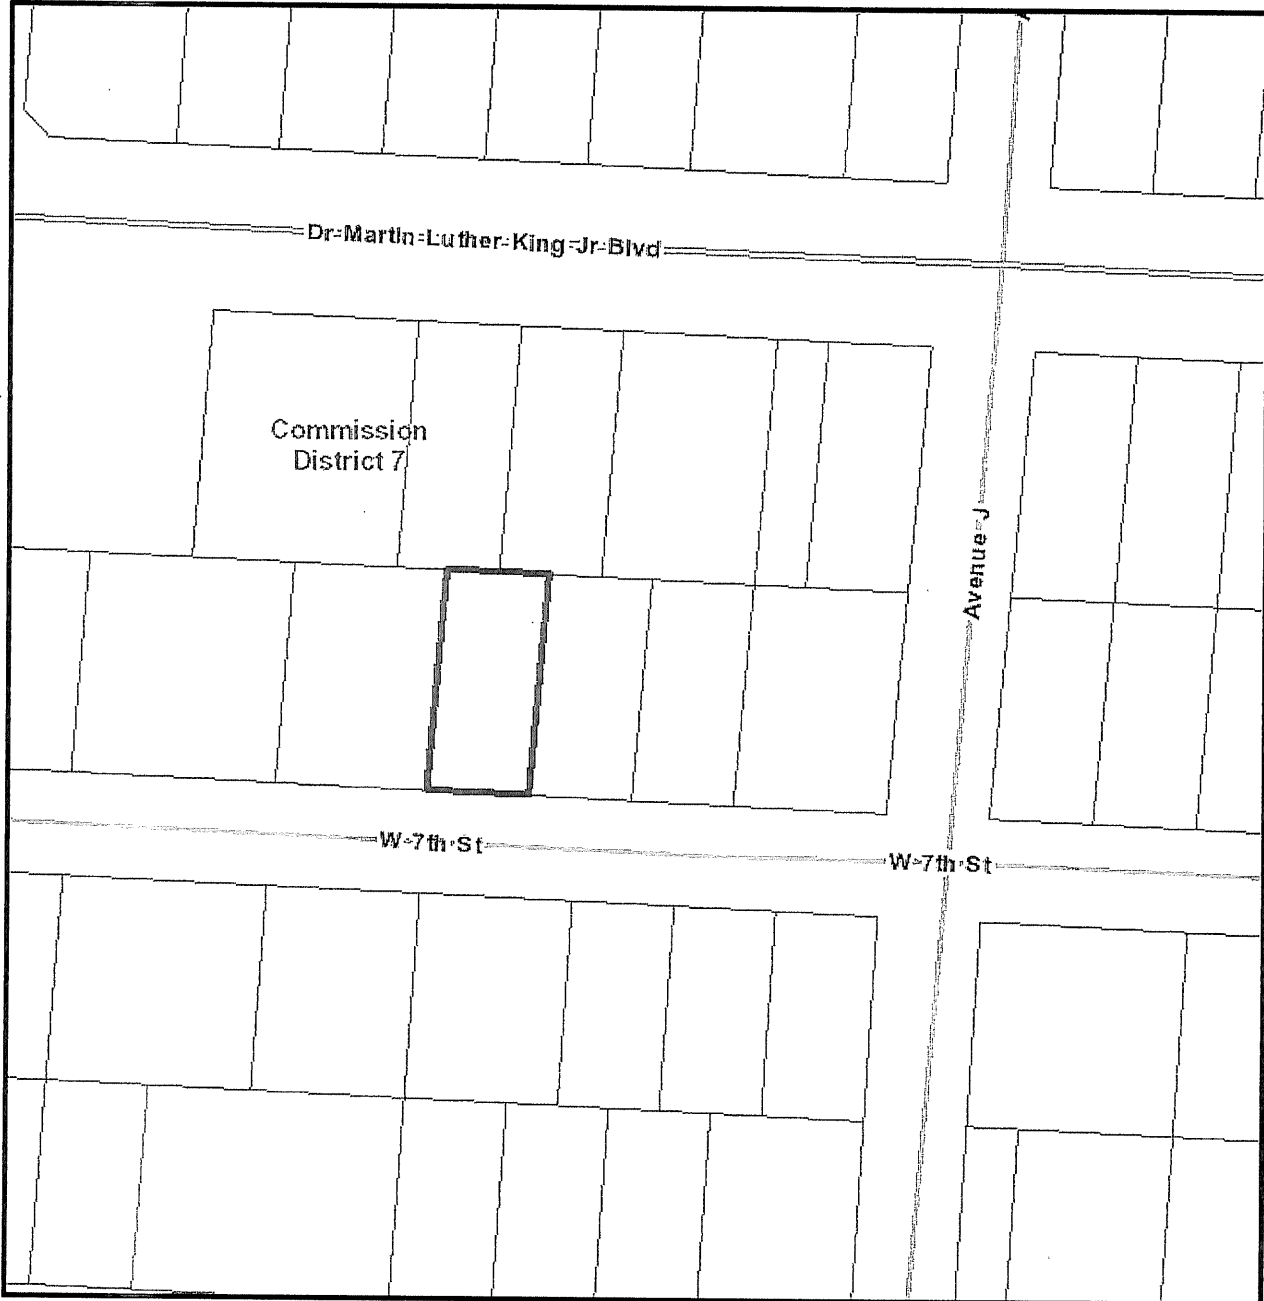 Dr Martin Luther King Jr Blvd
Commission
District 7
Avenue J
W 7th St
W 7th St